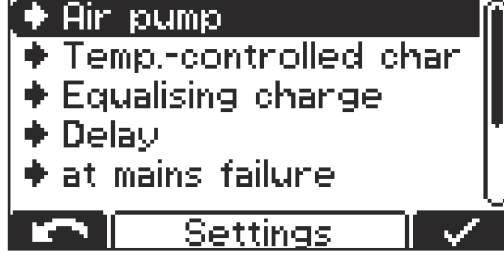 Air pump
Temp.-controlled char
Equalising charge
Delay
at mains failure
Settings